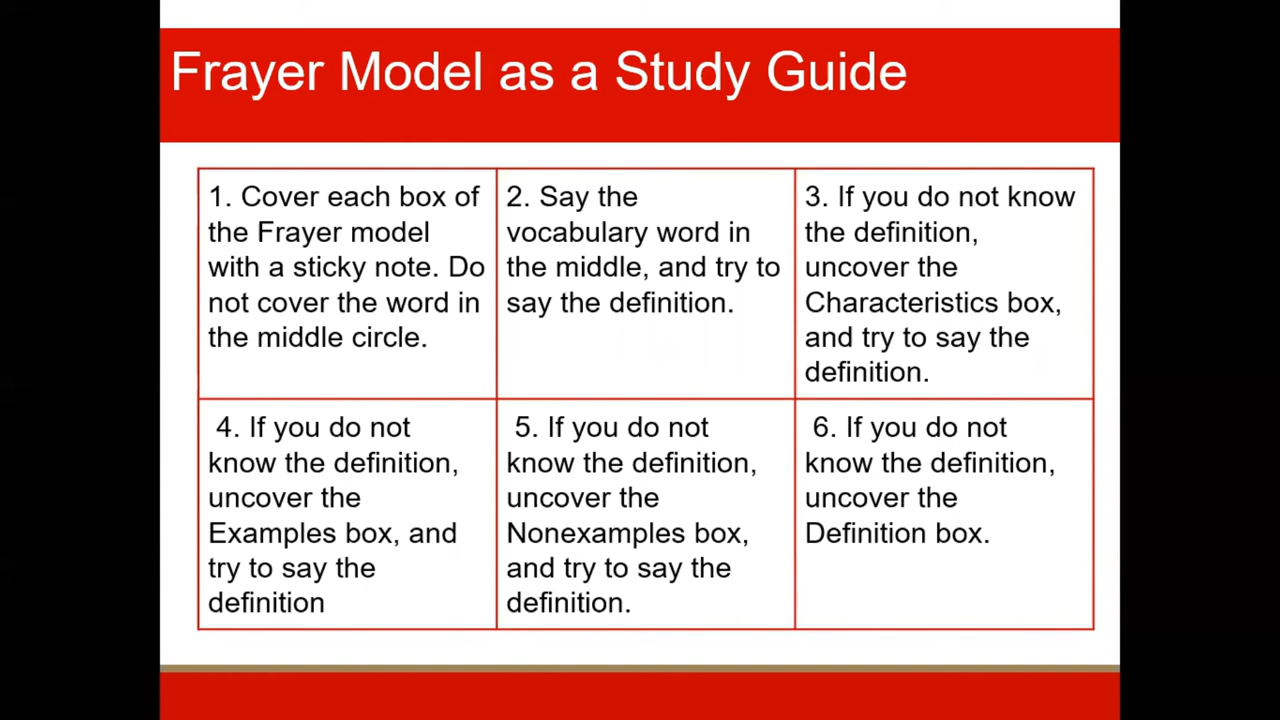 Frayer Model as a Study Guide
1. Cover each box of
the Frayer model
with a sticky note. Do
not cover the word in
the middle circle.
2. Say the
vocabulary word in
the middle, and try to
say the definition.
3. If you do not know
the definition,
uncover the
Characteristics box,
and try to say the
definition.
4. If you do not
know the definition,
uncover the
Examples box, and
try to say the
definition
5. If you do not
know the definition,
uncover the
Nonexamples box,
and try to say the
definition.
6. If you do not
know the definition,
uncover the
Definition box.